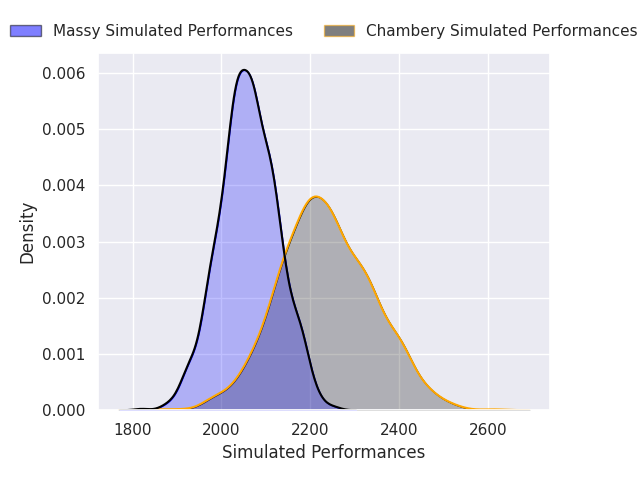 Massy Simulated Performances Chambery Simulated Performances
0.006
0.005
0.004
0.003
0.002
0.001
0.000
Density
1800 2000 2200 2400 2600
Simulated Performances